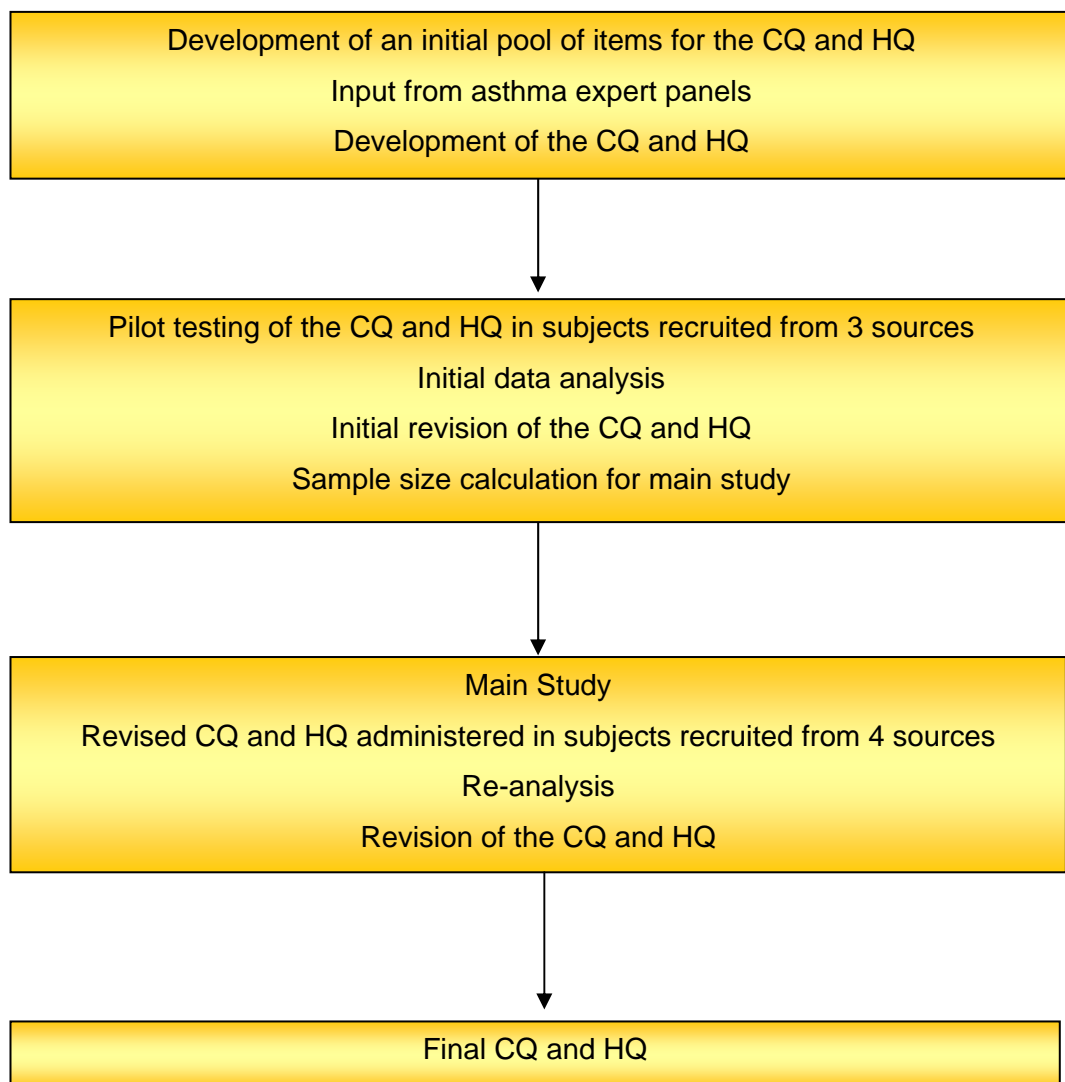 Development of an initial pool of items for the CQ and HQ
Input from asthma expert panels
Development of the CQ and HQ
Pilot testing of the CQ and HQ in subjects recruited from 3 sources
Initial data analysis
Initial revision of the CQ and HQ
Sample size calculation for main study
Main Study
Revised CQ and HQ administered in subjects recruited from 4 sources
Re-analysis
Revision of the CQ and HQ
Final CQ and HQ